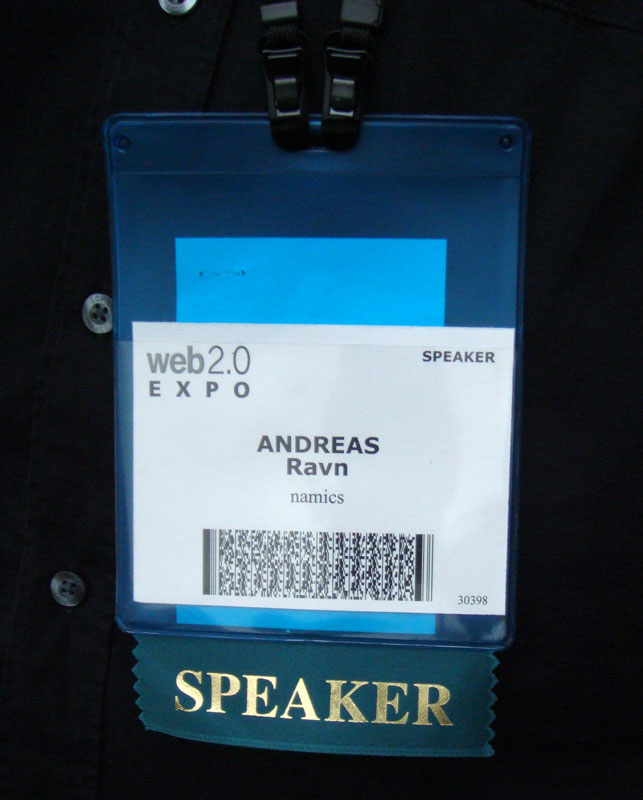 web2.0
EXPO
SPEAKER
ANDREAS
Ravn
namics
30398
SPEAKER